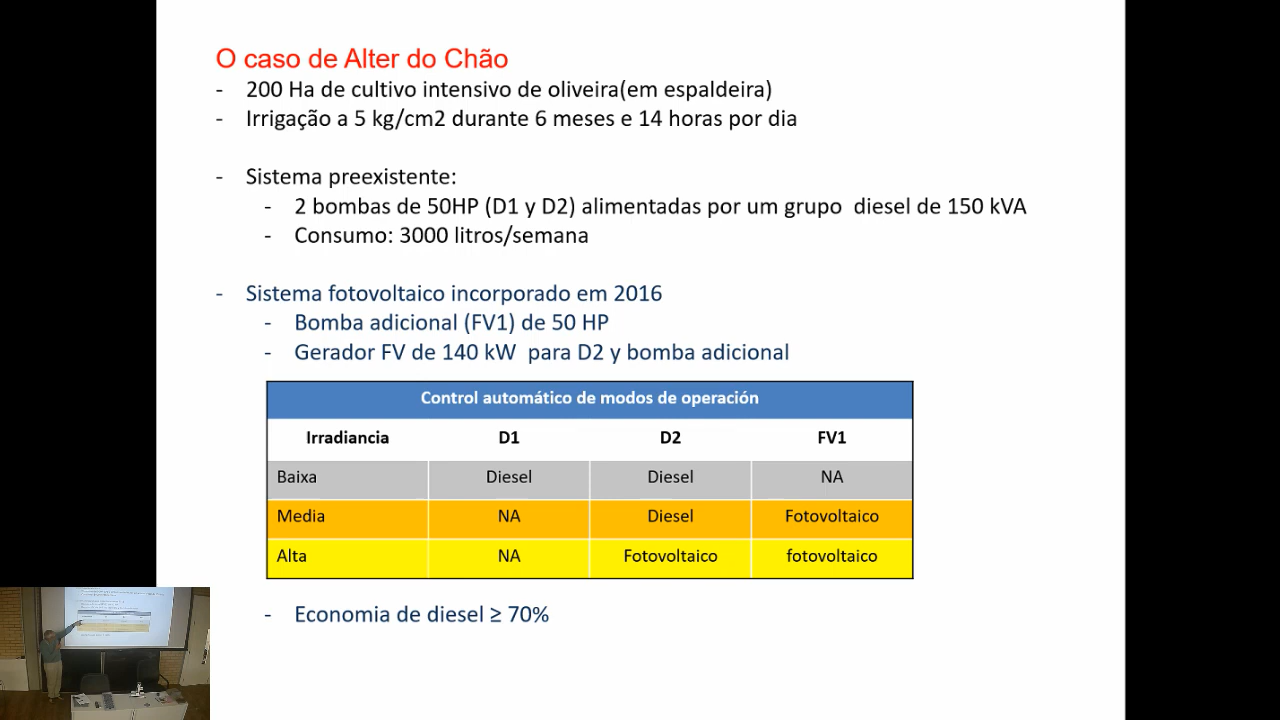 O caso de Alter do Chão
- 200 Ha de cultivo intensivo de oliveira(em espaldeira)
- Irrigação a 5 kg/cm2 durante 6 meses e 14 horas por dia
- Sistema preexistente:
- 2 bombas de 50HP (D1 y D2) alimentadas por um grupo diesel de 150 kVA
- Consumo: 3000 litros/semana
- Sistema fotovoltaico incorporado em 2016
- Bomba adicional (FV1) de 50 HP
- Gerador FV de 140 kW para D2 y bomba adicional
Control automático de modos de operación
Irradiancia D1 D2 FV1
Baixa Diesel Diesel NA
Media NA Diesel Fotovoltaico
Alta NA Fotovoltaico fotovoltaico
- Economia de diesel ≥ 70%